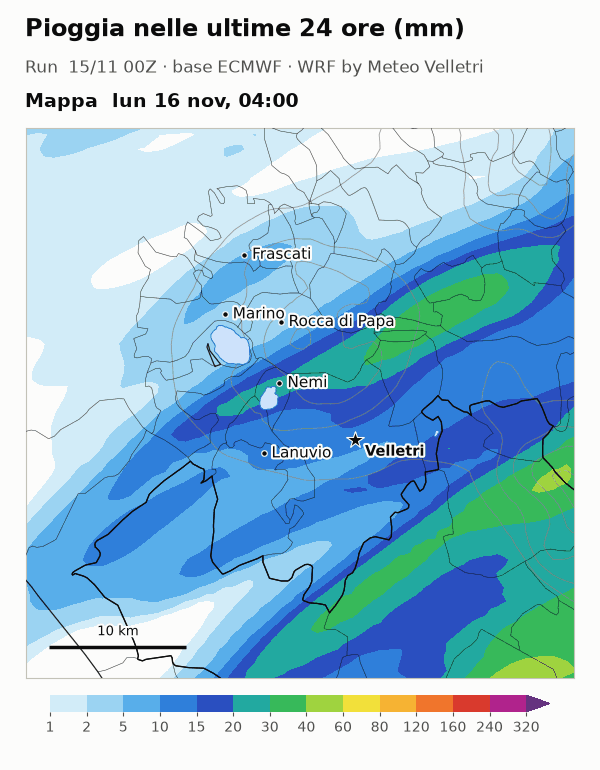 Pioggia nelle ultime 24 ore (mm)
Run  15/11 00Z · base ECMWF · WRF by Meteo Velletri
Mappa  lun 16 nov, 04:00
Frascati
Marino
Rocca di Papa
Nemi
Velletri
Lanuvio
10 km
1 2 5 10 15 20 30 40 60 80 120 160 240 320